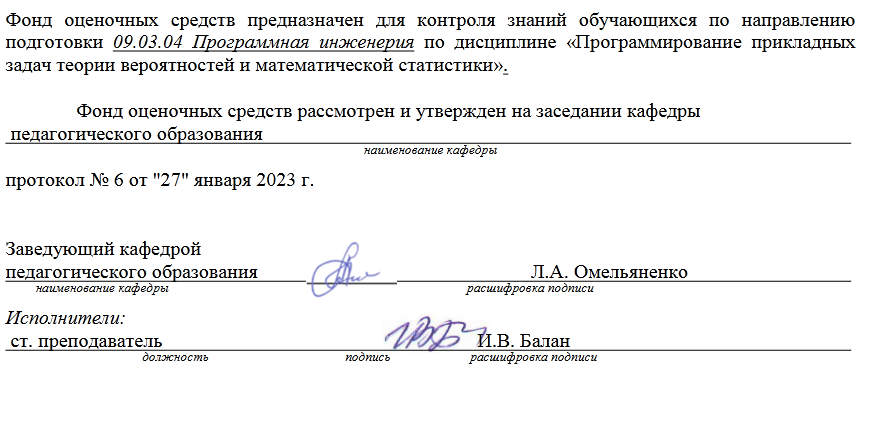 Фонд оценочных средств предназначен для контроля знаний обучающихся по направлению
подготовки 09.03.04 Программная инженерия по дисциплине «Программирование прикладных
задач теории вероятностей и математической статистики».
Фонд оценочных средств рассмотрен и утвержден на заседании кафедры
педагогического образования
наименование кафедры
протокол № 6 от "27" января 2023 г.
Заведующий кафедрой
педагогического образования Л.А. Омельяненко
наименование кафедры расшифровка подписи
Исполнители:
ст. преподаватель И.В. Балан
должность подпись расшифровка подписи